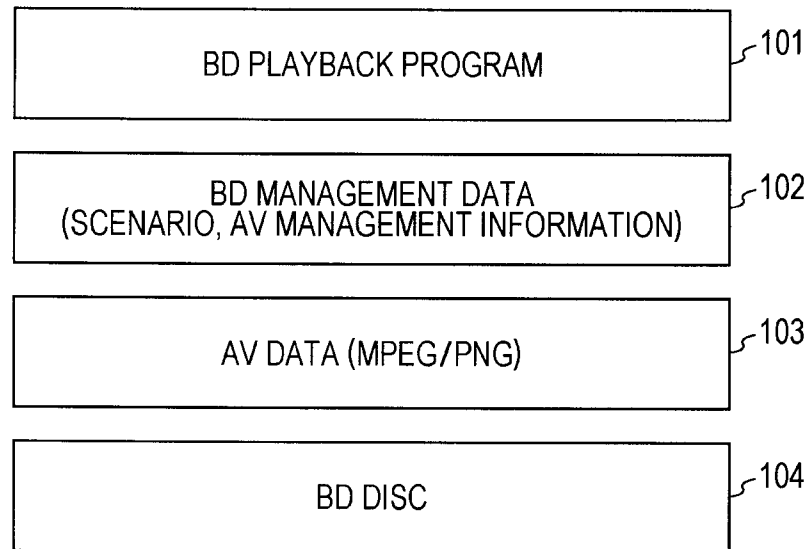 BD PLAYBACK PROGRAM
101
BD MANAGEMENT DATA
(SCENARIO, AV MANAGEMENT INFORMATION)
102
AV DATA (MPEG/PNG)
103
BD DISC
104